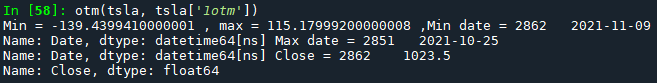 In [58]: otm(tsla, tsla['1otm'])
Min = -139.4399410000001 , max = 115.17999200000008 ,Min date = 2862   2021-11-09
Name: Date, dtype: datetime64[ns] Max date = 2851   2021-10-25
Name: Date, dtype: datetime64[ns] Close = 2862    1023.5
Name: Close, dtype: float64